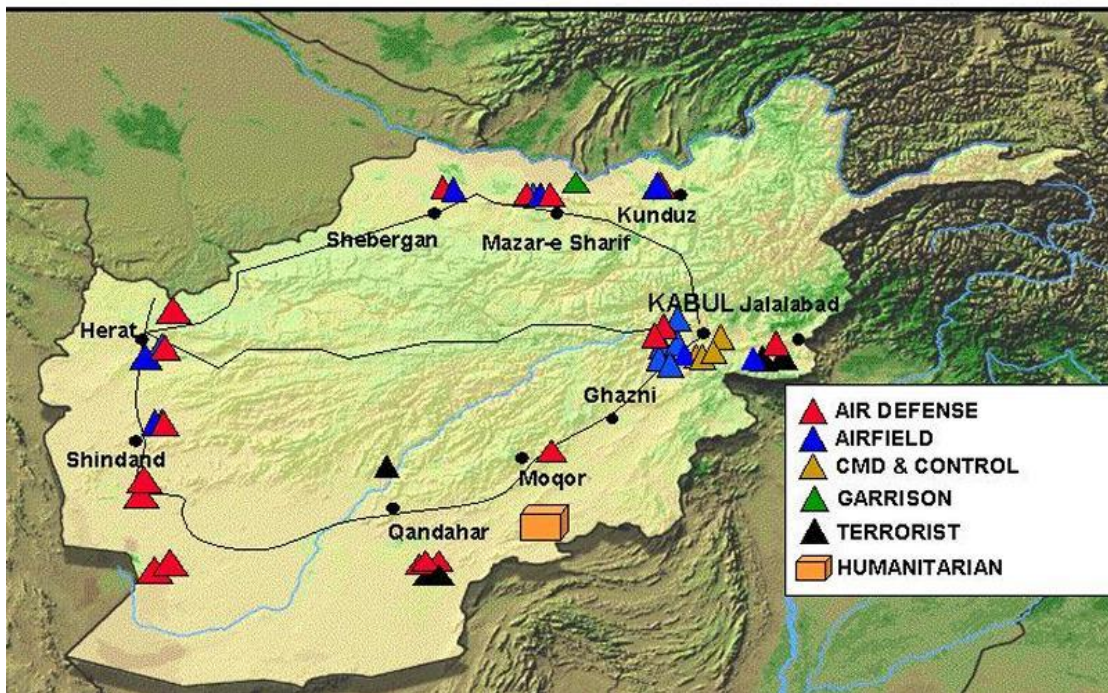 Shebergan
Mazar-e Sharif
Kunduz
KABUL
Jalalabad
Herat
Ghazni
Shindand
Moqor
Qandahar
AIR DEFENSE
AIRFIELD
CMD & CONTROL
GARRISON
TERRORIST
HUMANITARIAN